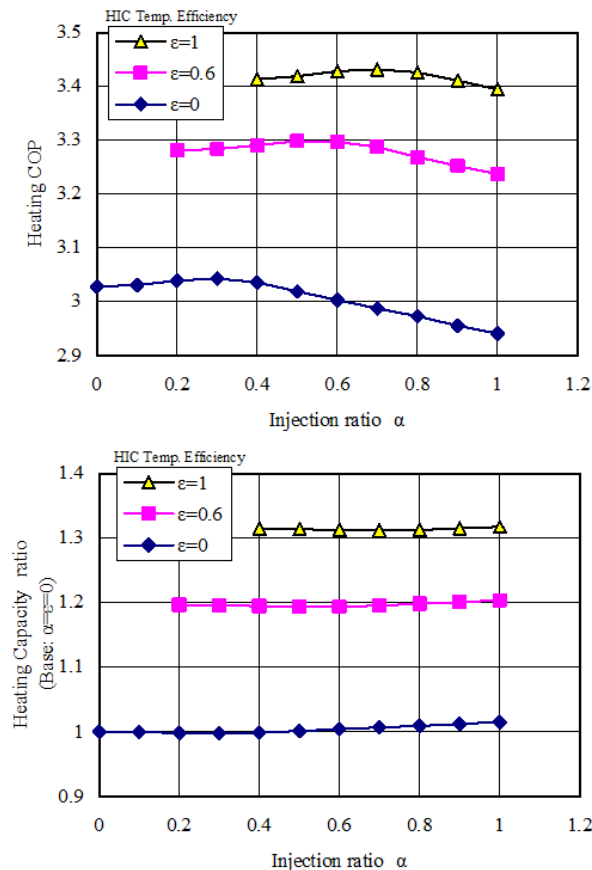 HIC Temp. Efficiency
ε=1
ε=0.6
ε=0
3.5
3.4
3.3
3.2
3.1
3
2.9
Heating COP
0 0.2 0.4 0.6 0.8 1 1.2
Injection ratio α
HIC Temp. Efficiency
ε=1
ε=0.6
ε=0
1.4
1.3
1.2
1.1
1
0.9
Heating Capacity ratio
(Base: α=ε=0)
0 0.2 0.4 0.6 0.8 1 1.2
Injection ratio α